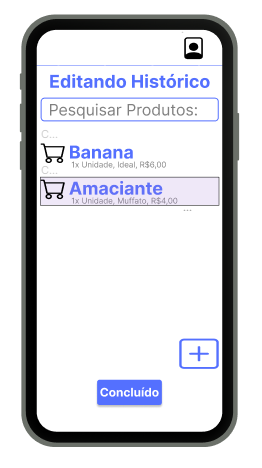 Editando Histórico
Pesquisar Produtos:
C...
Banana
1x Unidade, Ideal, R$6,00
C...
Amaciante
1x Unidade, Muffato, R$4,00
...
Concluído